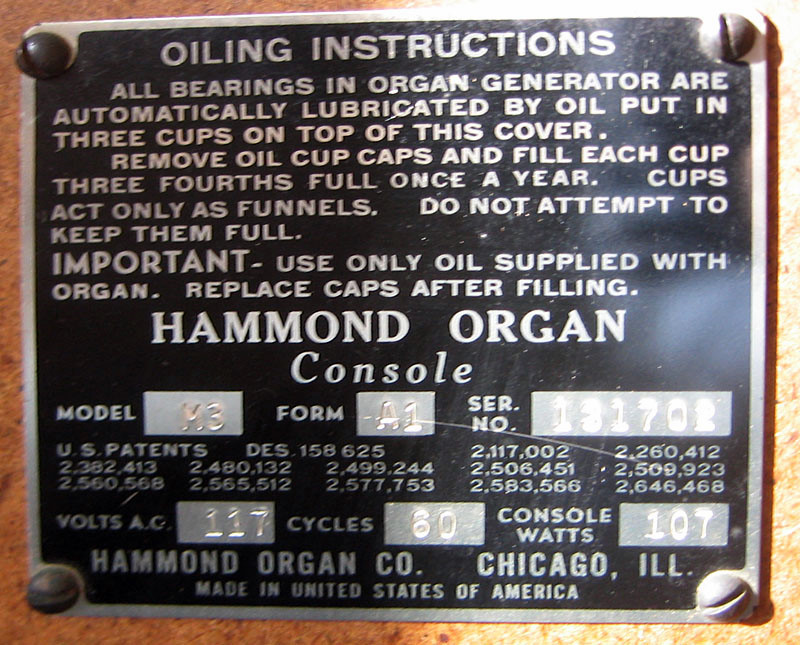 OILING INSTRUCTIONS
ALL BEARINGS IN ORGAN GENERATOR ARE
AUTOMATICALLY LUBRICATED BY OIL PUT IN
THREE CUPS ON TOP OF THIS COVER.
REMOVE OIL CUP CAPS AND FILL EACH CUP
THREE FOURTHS FULL ONCE A YEAR. CUPS
ACT ONLY AS FUNNELS. DO NOT ATTEMPT TO
KEEP THEM FULL.
IMPORTANT- USE ONLY OIL SUPPLIED WITH
ORGAN. REPLACE CAPS AFTER FILLING.
HAMMOND ORGAN
Console
MODEL M3 FORM A1 SER. NO. 131702
U.S. PATENTS DES. 158 625 2,117,002 2,260,412
2,382,413 2,480,132 2,499,244 2,506,451 2,509,923
2,560,568 2,565,512 2,577,753 2,583,566 2,646,468
VOLTS A.C. 117 CYCLES 60 CONSOLE WATTS 107
HAMMOND ORGAN CO. CHICAGO, ILL.
MADE IN UNITED STATES OF AMERICA